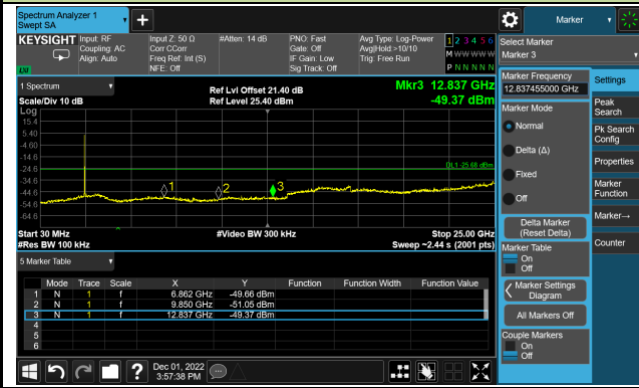 Spectrum Analyzer 1
Swept SA
Marker
KEYSIGHT
Input: RF
Coupling: AC
Align: Auto
Input Z: 50 Ω
Corr CCorr
Freq Ref: Int (S)
NFE: Off
#Atten: 14 dB
PNO: Fast
Gate: Off
IF Gain: Low
Sig Track: Off
Avg Type: Log-Power
Avg|Hold:>10/10
Trig: Free Run
1 2 3 4 5 6
M W W W W W
P N N N N N
Select Marker
Marker 3
1 Spectrum
Scale/Div 10 dB
Log
Ref Lvl Offset 21.40 dB
Ref Level 25.40 dBm
Mkr3 12.837 GHz
-49.37 dBm
15.4
5.40
-4.60
-14.6
-24.6
-34.6
-44.6
-54.6
-64.6
DL1 -25.68 dBm
1
2
3
Start 30 MHz
#Res BW 100 kHz
#Video BW 300 kHz
Stop 25.00 GHz
Sweep ~2.44 s (2001 pts)
5 Marker Table
Mode Trace Scale X Y Function Function Width Function Value
1 N 1 f 6.862 GHz -49.66 dBm
2 N 1 f 9.850 GHz -51.05 dBm
3 N 1 f 12.837 GHz -49.37 dBm
4
5
6
Marker Frequency
12.837455000 GHz
Marker Mode
Normal
Delta (Δ)
Fixed
Off
Delta Marker
(Reset Delta)
Marker Table
On
Off
Marker Settings
Diagram
All Markers Off
Couple Markers
On
Off
Settings
Peak
Search
Pk Search
Config
Properties
Marker
Function
Marker→
Counter
Dec 01, 2022
3:57:38 PM